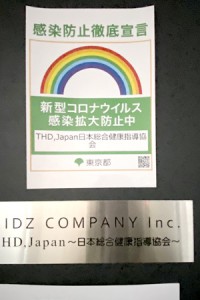 感染防止徹底宣言
新型コロナウイルス
感染拡大防止中
THD,Japan日本総合健康指導協
会
東京都
IDZ COMPANY Inc.
HD,Japan～日本総合健康指導協会～